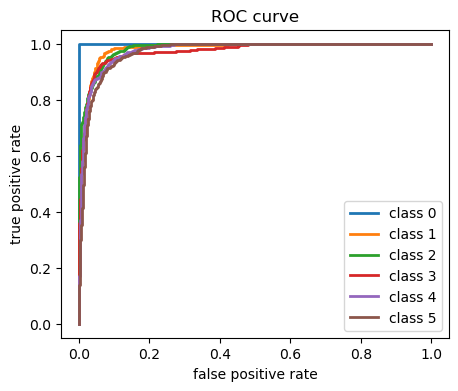 ROC curve
1.0
0.8
0.6
0.4
0.2
0.0
true positive rate
class 0
class 1
class 2
class 3
class 4
class 5
0.0 0.2 0.4 0.6 0.8 1.0
false positive rate